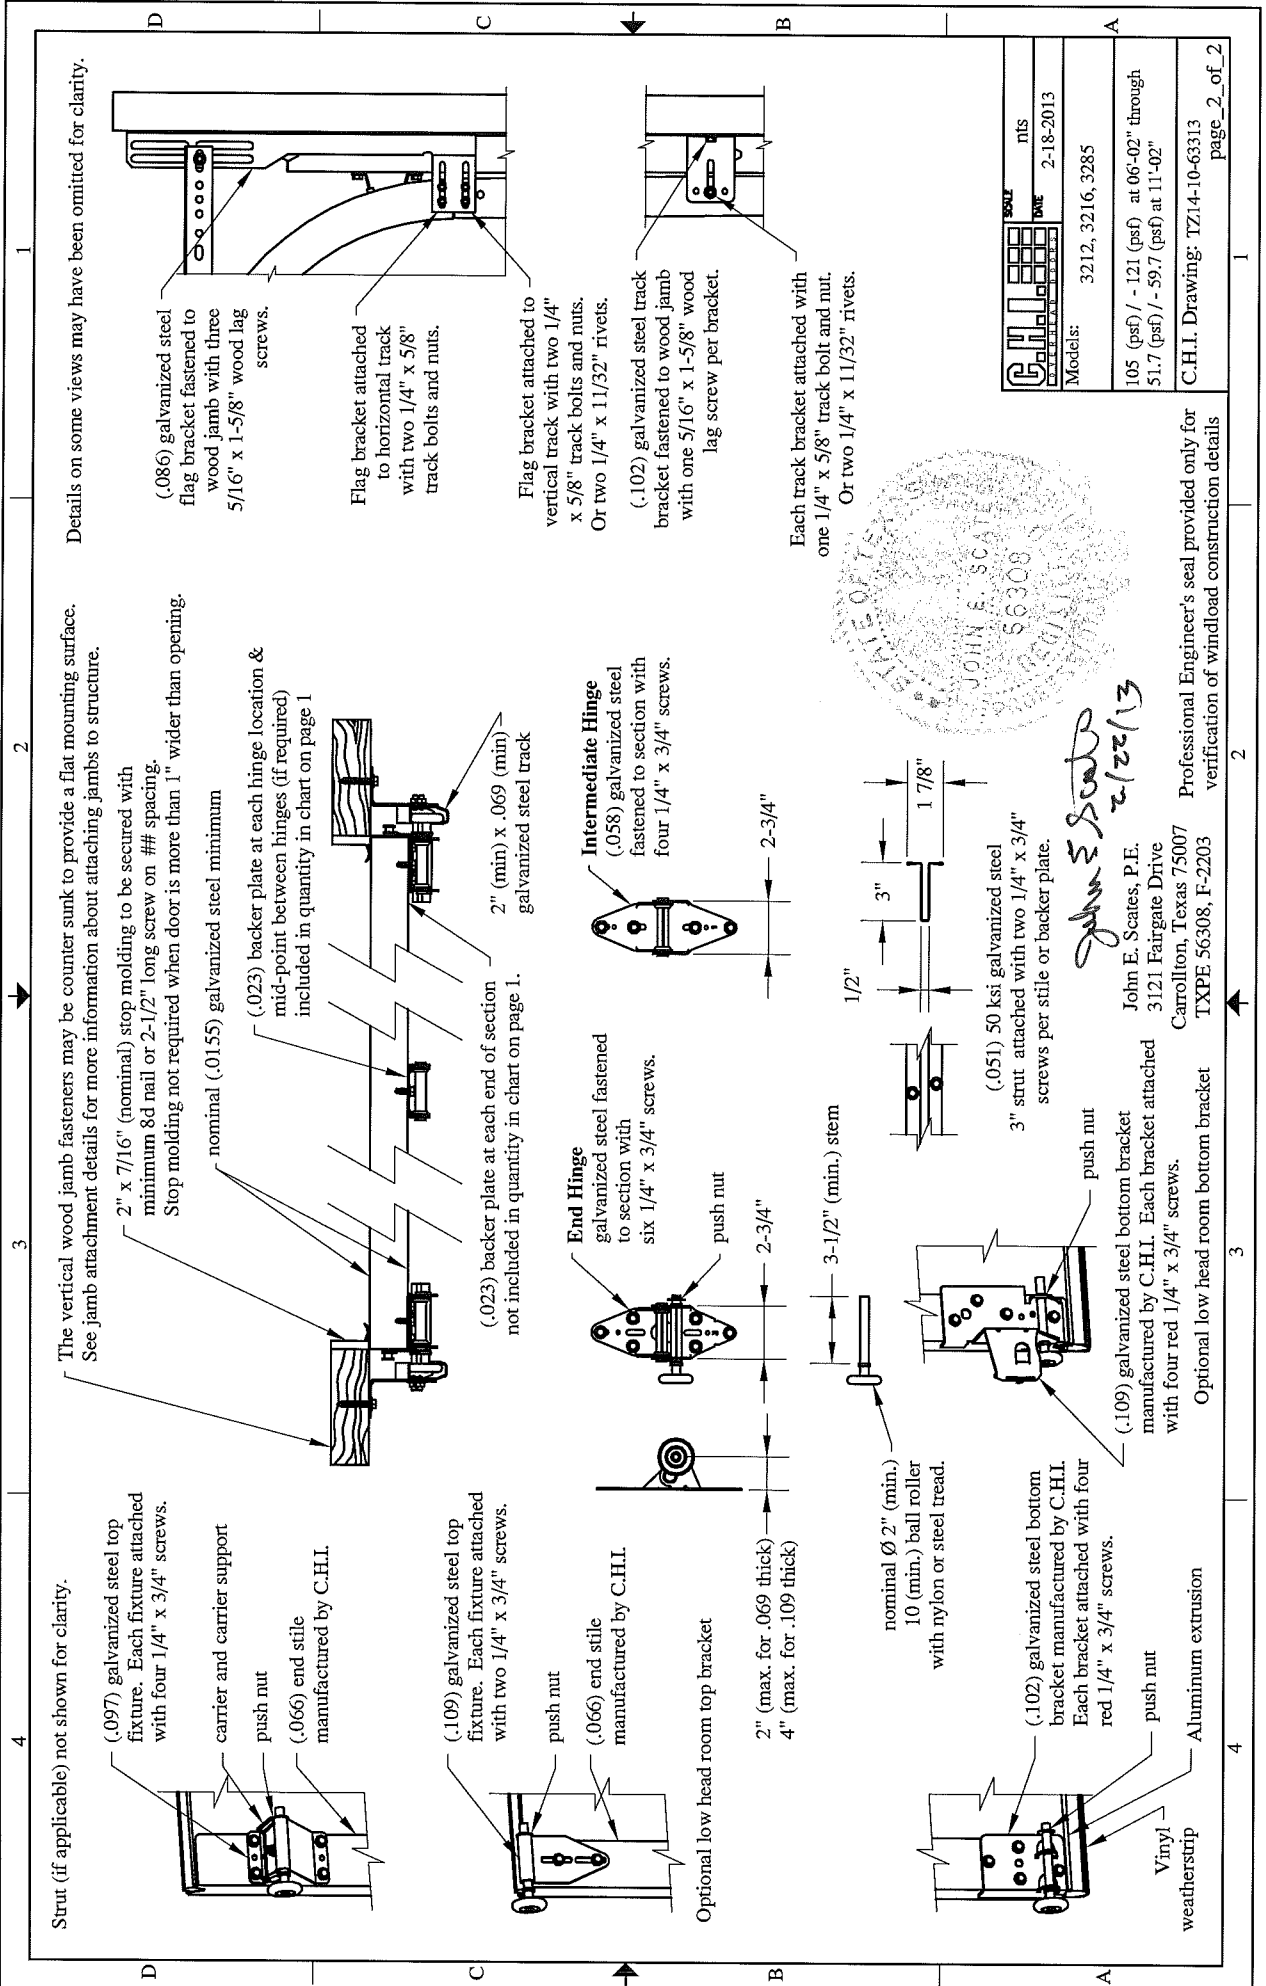 4
3
2
1
D
C
B
A
Strut (if applicable) not shown for clarity.
(.097) galvanized steel top
fixture. Each fixture attached
with four 1/4" x 3/4" screws.
carrier and carrier support
push nut
(.066) end stile
manufactured by C.H.I.
(.109) galvanized steel top
fixture. Each fixture attached
with two 1/4" x 3/4" screws.
push nut
(.066) end stile
manufactured by C.H.I.
Optional low head room top bracket
(.102) galvanized steel bottom
bracket manufactured by C.H.I.
Each bracket attached with four
red 1/4" x 3/4" screws.
push nut
Aluminum extrusion
Vinyl
weatherstrip
The vertical wood jamb fasteners may be counter sunk to provide a flat mounting surface.
See jamb attachment details for more information about attaching jambs to structure.
2" x 7/16" (nominal) stop molding to be secured with
minimum 8d nail or 2-1/2" long screw on ## spacing.
Stop molding not required when door is more than 1" wider than opening.
nominal (.0155) galvanized steel minimum
(.023) backer plate at each hinge location &
mid-point between hinges (if required)
included in quantity in chart on page 1
2" (min) x .069 (min)
galvanized steel track
(.023) backer plate at each end of section
not included in quantity in chart on page 1.
End Hinge
galvanized steel fastened
to section with
six 1/4" x 3/4" screws.
push nut
2-3/4"
2" (max. for .069 thick)
4" (max. for .109 thick)
Intermediate Hinge
(.058) galvanized steel
fastened to section with
four 1/4" x 3/4" screws.
2-3/4"
3-1/2" (min.) stem
nominal Ø 2" (min.)
10 (min.) ball roller
with nylon or steel tread.
1/2"
3"
1 7/8"
(.051) 50 ksi galvanized steel
3" strut attached with two 1/4" x 3/4"
screws per stile or backer plate.
push nut
(.109) galvanized steel bottom bracket
manufactured by C.H.I. Each bracket attached
with four red 1/4" x 3/4" screws.
Optional low head room bottom bracket
Details on some views may have been omitted for clarity.
(.086) galvanized steel
flag bracket fastened to
wood jamb with three
5/16" x 1-5/8" wood lag
screws.
Flag bracket attached
to horizontal track
with two 1/4" x 5/8"
track bolts and nuts.
Flag bracket attached to
vertical track with two 1/4"
x 5/8" track bolts and nuts.
Or two 1/4" x 11/32" rivets.
(.102) galvanized steel track
bracket fastened to wood jamb
with one 5/16" x 1-5/8" wood
lag screw per bracket.
Each track bracket attached with
one 1/4" x 5/8" track bolt and nut.
Or two 1/4" x 11/32" rivets.
STATE OF TEXAS
JOHN E. SCATES
56308
John E Scates
2/22/13
John E. Scates, P.E.
3121 Fairgate Drive
Carrollton, Texas 75007
TXPE 56308, F-2203
Professional Engineer's seal provided only for
verification of windload construction details
C.H.I.
OVERHEAD DOORS
SCALE
nts
DATE
2-18-2013
Models:
3212, 3216, 3285
105 (psf) / - 121 (psf) at 06'-02" through
51.7 (psf) / - 59.7 (psf) at 11'-02"
C.H.I. Drawing: TZ14-10-63313
page_2_of_2
D
C
B
A
4
3
2
1